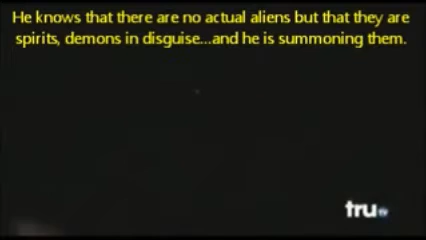 He knows that there are no actual aliens but that they are
spirits, demons in disguise...and he is summoning them.
tru tv